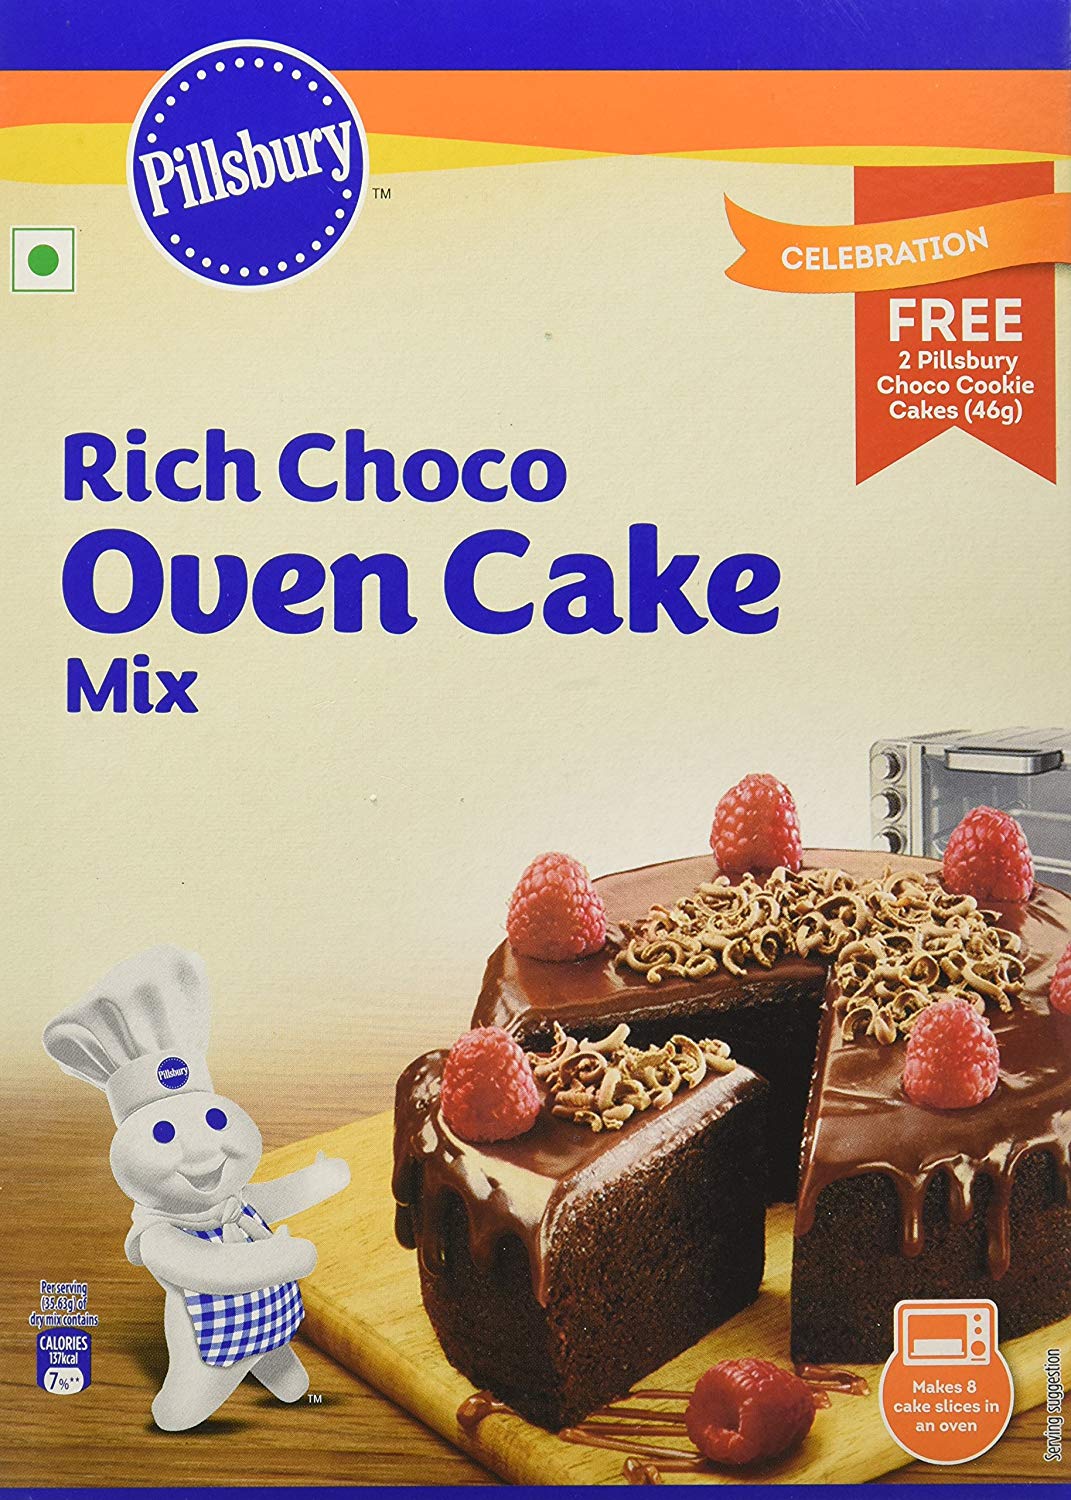 Pillsbury
TM
CELEBRATION
FREE
2 Pillsbury
Choco Cookie
Cakes (46g)
Rich Choco
Oven Cake
Mix
Pillsbury
Per serving
(35.63g) of
dry mix contains
CALORIES
137kcal
7%**
TM
Makes 8
cake slices in
an oven
Serving suggestion